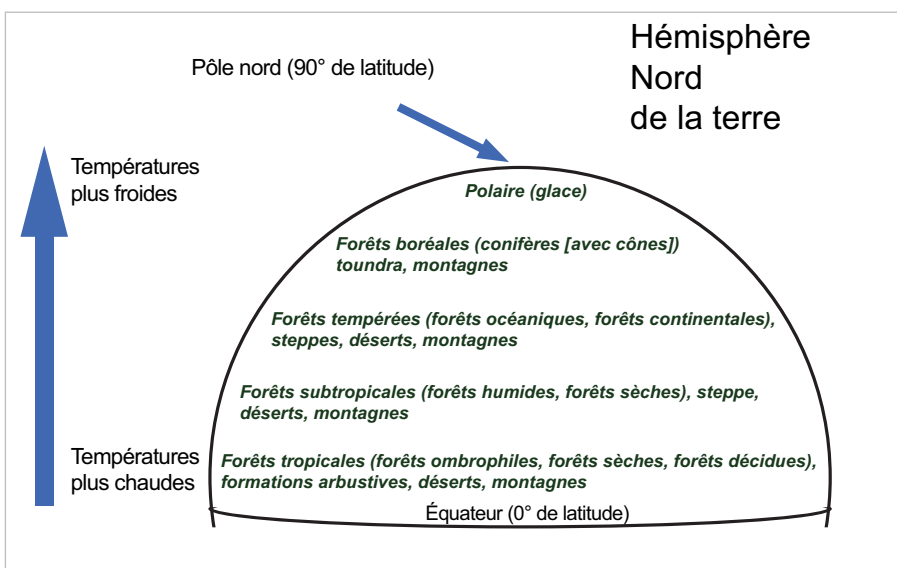 Hémisphère
Nord
de la terre
Pôle nord (90° de latitude)
Températures
plus froides
Polaire (glace)
Forêts boréales (conifères [avec cônes])
toundra, montagnes
Forêts tempérées (forêts océaniques, forêts continentales),
steppes, déserts, montagnes
Forêts subtropicales (forêts humides, forêts sèches), steppe,
déserts, montagnes
Températures
plus chaudes
Forêts tropicales (forêts ombrophiles, forêts sèches, forêts décidues),
formations arbustives, déserts, montagnes
Équateur (0° de latitude)